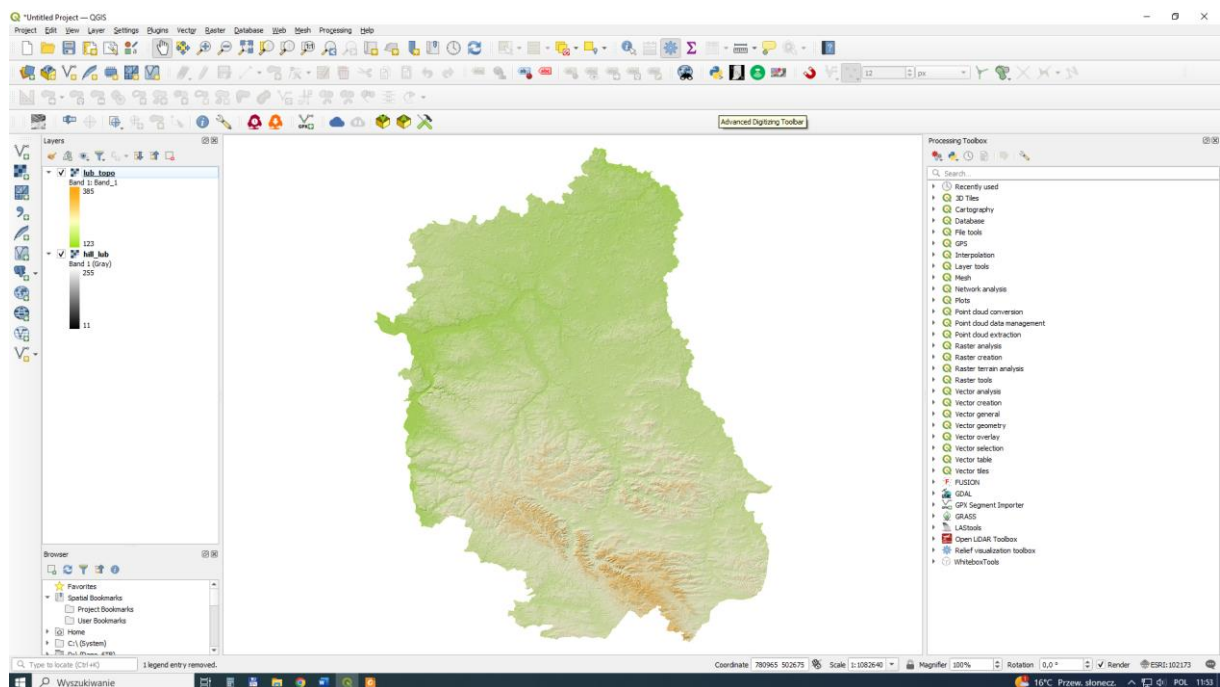 *Untitled Project — QGIS
Project Edit View Layer Settings Plugins Vector Raster Database Web Mesh Processing Help
12 px
Advanced Digitizing Toolbar
Layers
lub_topo
Band 1: Band_1
385
123
hill_lub
Band 1 (Gray)
255
11
Browser
Favorites
Spatial Bookmarks
Project Bookmarks
User Bookmarks
Home
C:\ (System)
Processing Toolbox
Search...
Recently used
3D Tiles
Cartography
Database
File tools
GPS
Interpolation
Layer tools
Mesh
Network analysis
Plots
Point cloud conversion
Point cloud data management
Point cloud extraction
Raster analysis
Raster creation
Raster terrain analysis
Raster tools
Vector analysis
Vector creation
Vector general
Vector geometry
Vector overlay
Vector selection
Vector table
Vector tiles
FUSION
GDAL
GPX Segment Importer
GRASS
LAStools
Open LiDAR Toolbox
Relief visualization toolbox
WhiteboxTools
Type to locate (Ctrl+K) 1 legend entry removed. Coordinate 780965 502675 Scale 1:1082640 Magnifier 100% Rotation 0,0 ° Render ESRI:102173
Wyszukiwanie 16°C Przew. słonecz. POL 11:53